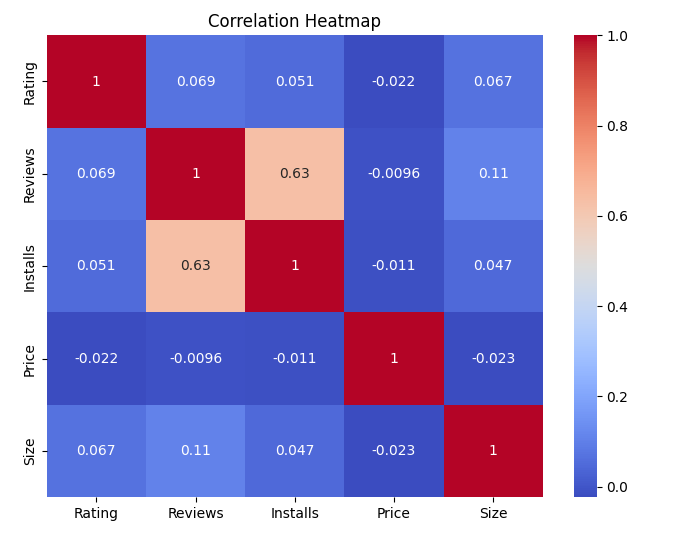 Correlation Heatmap
Rating 1 0.069 0.051 -0.022 0.067
Reviews 0.069 1 0.63 -0.0096 0.11
Installs 0.051 0.63 1 -0.011 0.047
Price -0.022 -0.0096 -0.011 1 -0.023
Size 0.067 0.11 0.047 -0.023 1
Rating Reviews Installs Price Size
1.0
0.8
0.6
0.4
0.2
0.0